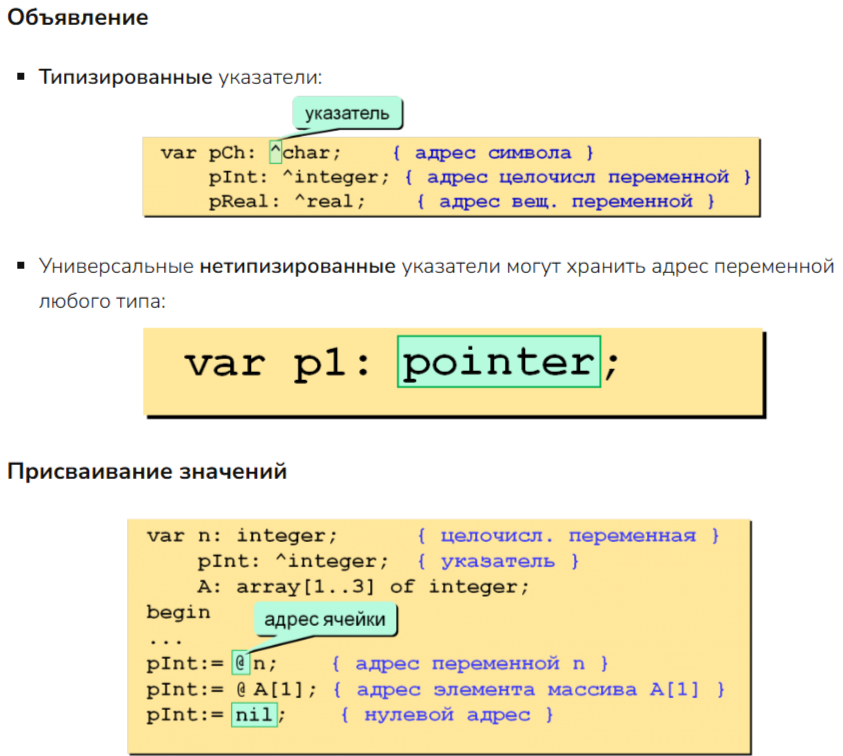 Объявление
▪ Типизированные указатели:
указатель
var pCh: ^char; { адрес символа }
pInt: ^integer; { адрес целочисл переменной }
pReal: ^real; { адрес вещ. переменной }
▪ Универсальные нетипизированные указатели могут хранить адрес переменной
любого типа:
var p1: pointer;
Присваивание значений
var n: integer; { целочисл. переменная }
pInt: ^integer; { указатель }
A: array[1..3] of integer;
begin
адрес ячейки
...
pInt:= @n; { адрес переменной n }
pInt:= @A[1]; { адрес элемента массива A[1] }
pInt:= nil; { нулевой адрес }